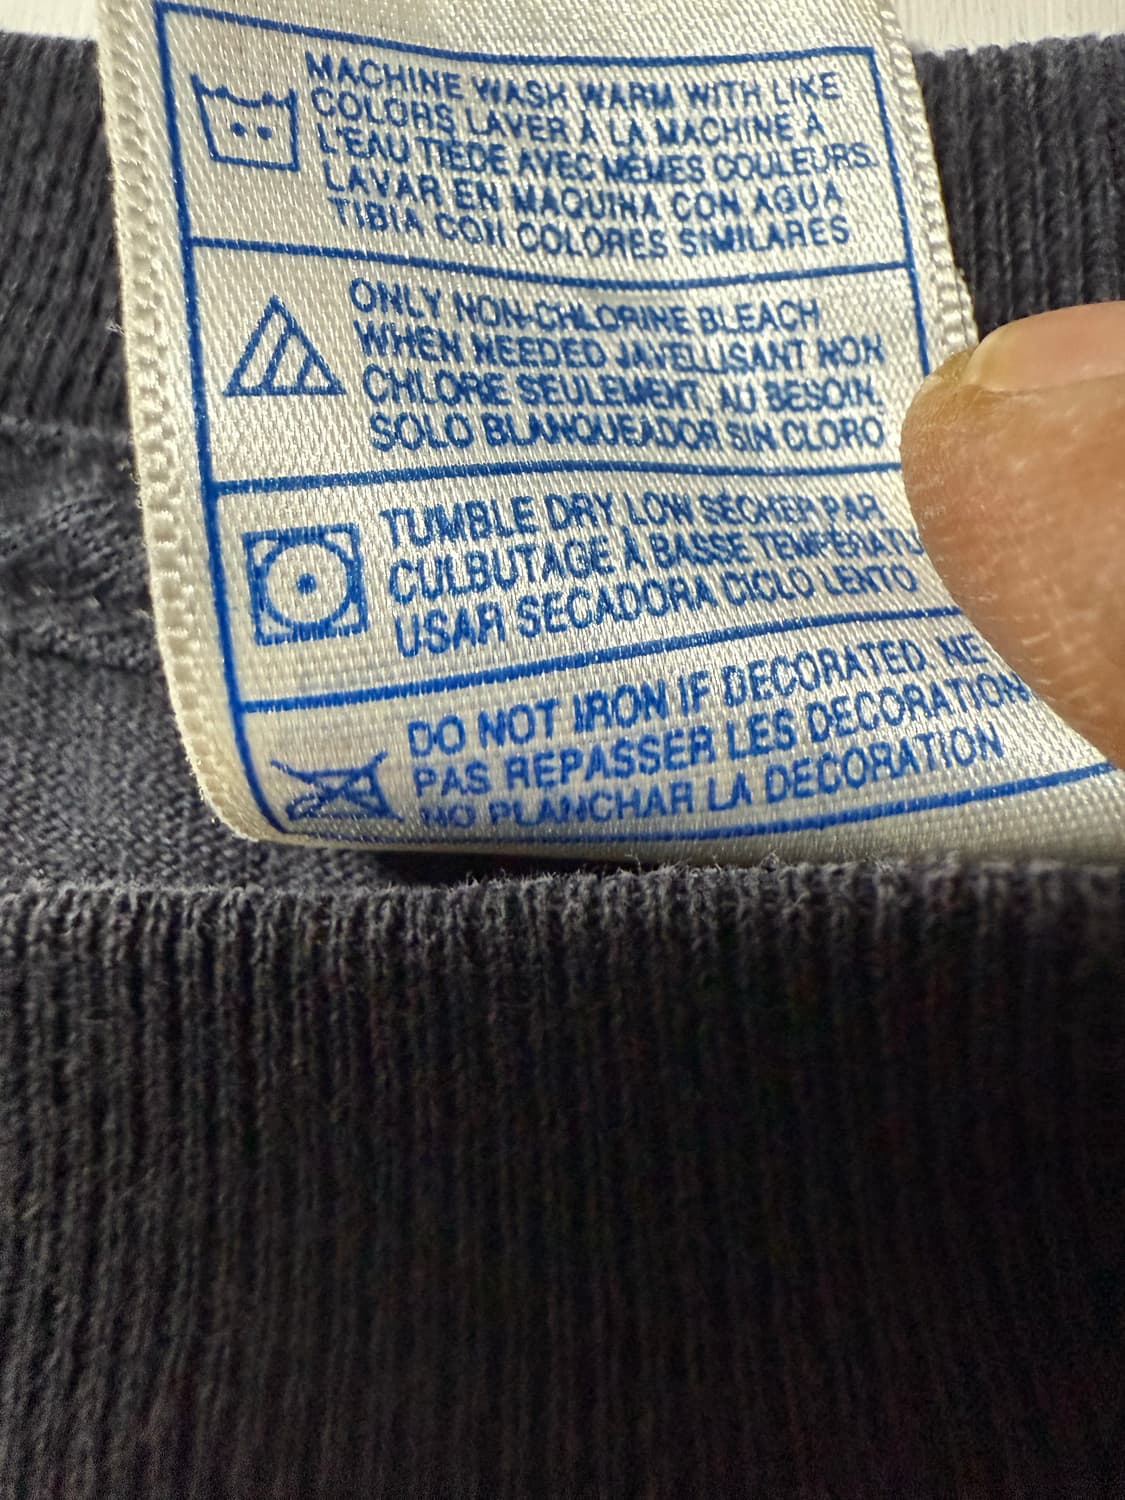 MACHINE WASH WARM WITH LIKE
COLORS LAVER À LA MACHINE À
L'EAU TIEDE AVEC MÊMES COULEURS.
LAVAR EN MAQUINA CON AGUA
TIBIA CON COLORES SIMILARES
ONLY NON-CHLORINE BLEACH
WHEN NEEDED JAVELLISANT NON
CHLORE SEULEMENT, AU BESOIN.
SOLO BLANQUEADOR SIN CLORO
TUMBLE DRY LOW SÉCHER PAR
CULBUTAGE À BASSE TEMPÉRATU
USAR SECADORA CICLO LENTO
DO NOT IRON IF DECORATED. NE
PAS REPASSER LES DECORATION
NO PLANCHAR LA DECORATION